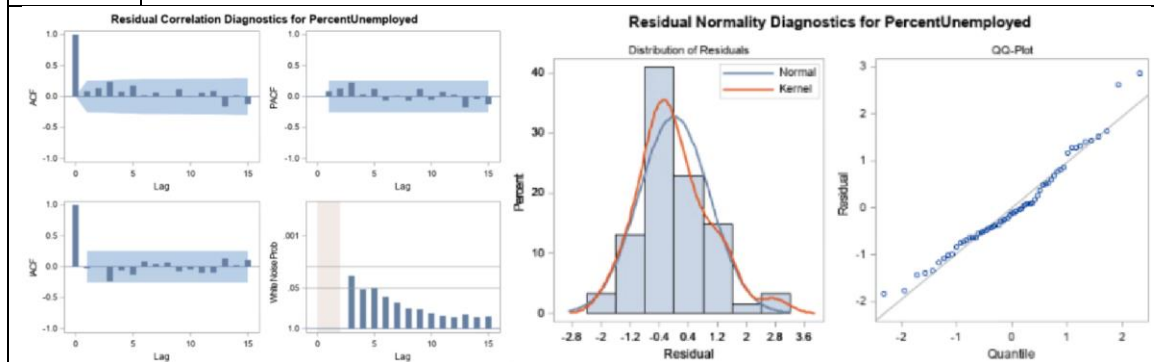 Residual Correlation Diagnostics for PercentUnemployed
1.0
0.5
0.0
-0.5
-1.0
ACF
0 5 10 15
Lag
1.0
0.5
0.0
-0.5
-1.0
PACF
0 5 10 15
Lag
1.0
0.5
0.0
-0.5
-1.0
IACF
0 5 10 15
Lag
.001
.05
1.0
White Noise Prob
0 5 10 15
Lag
Residual Normality Diagnostics for PercentUnemployed
Distribution of Residuals
Normal
Kernel
40
30
20
10
0
Percent
-2.8 -2 -1.2 -0.4 0.4 1.2 2 2.8 3.6
Residual
QQ-Plot
3
2
1
0
-1
-2
Residual
-2 -1 0 1 2
Quantile